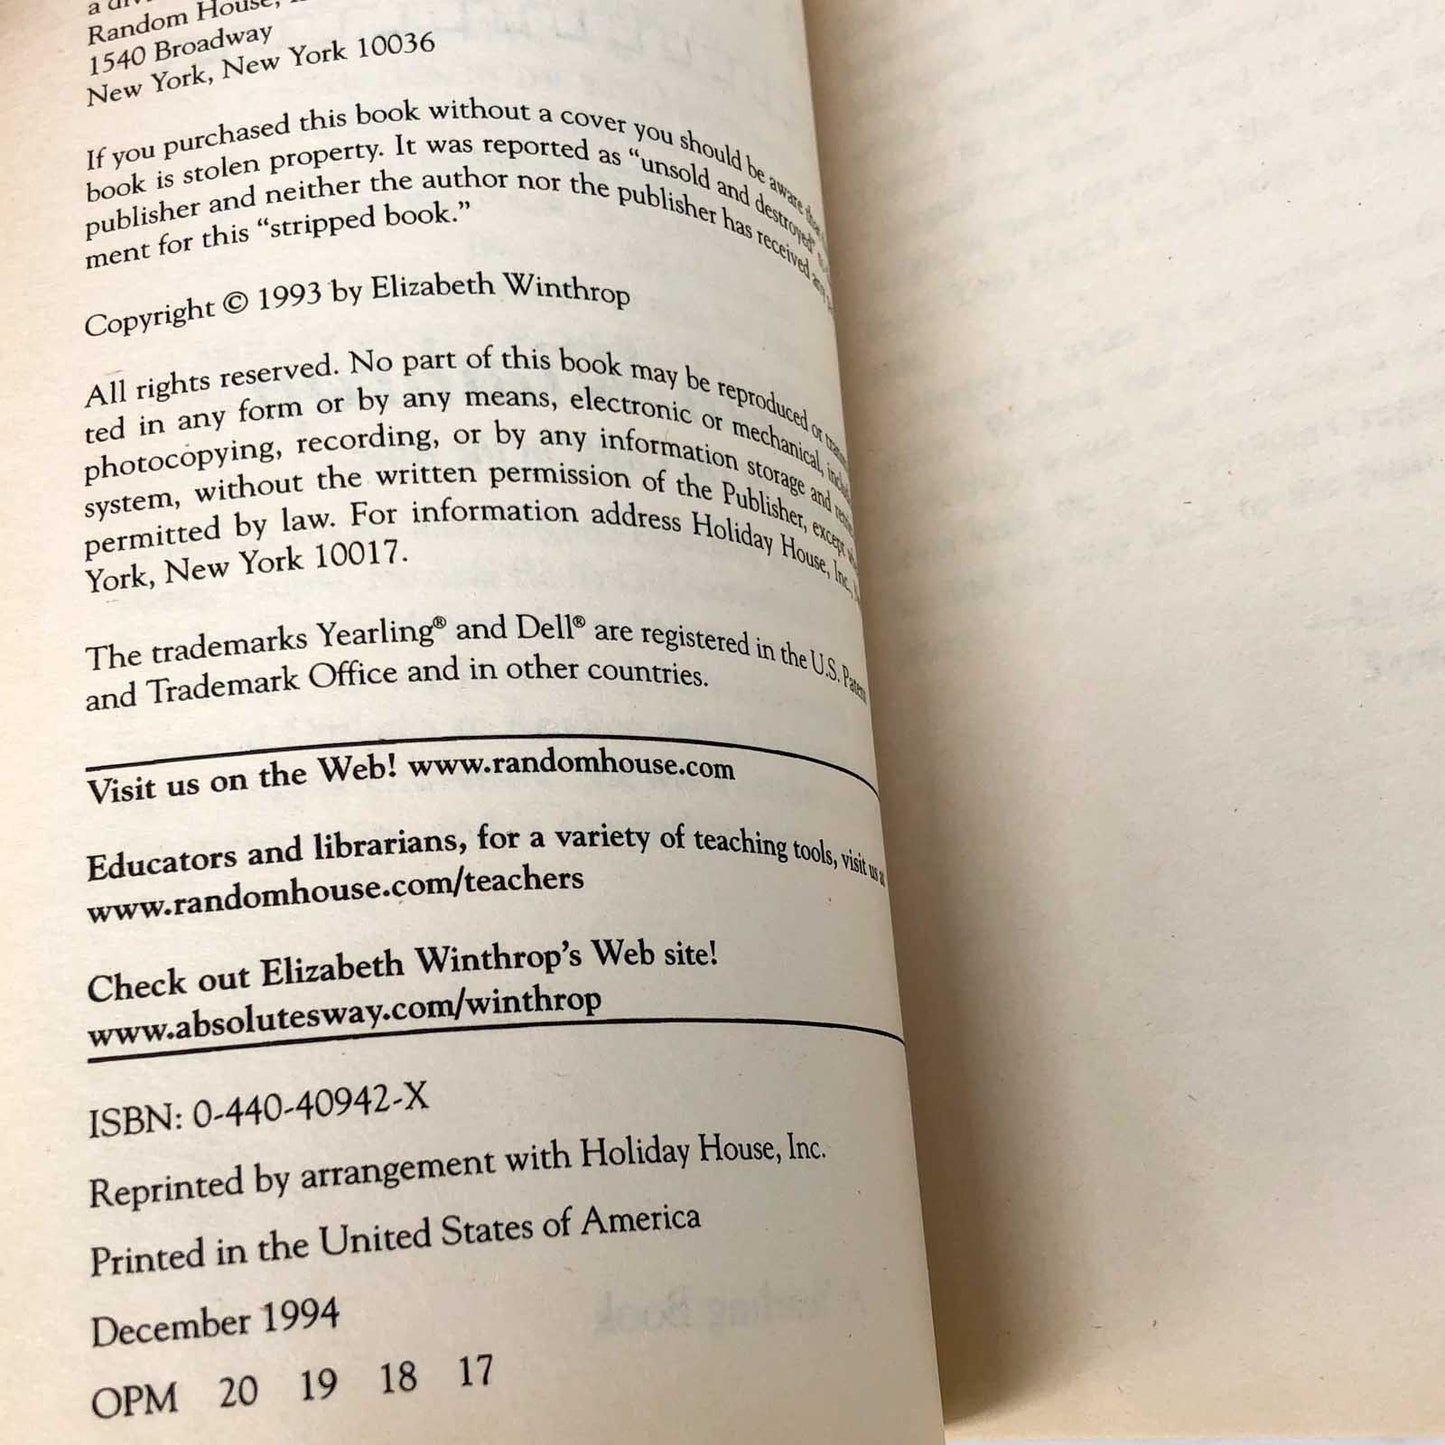 a
Random House,
1540 Broadway
New York, New York 10036
If you purchased this book without a cover you should be aware that
book is stolen property. It was reported as "unsold and destroyed"
publisher and neither the author nor the publisher has received any
ment for this "stripped book."
Copyright © 1993 by Elizabeth Winthrop
All rights reserved. No part of this book may be reproduced or
ted in any form or by any means, electronic or mechanical,
photocopying, recording, or by any information storage and
system, without the written permission of the Publisher, except
permitted by law. For information address Holiday House, Inc.,
York, New York 10017.
The trademarks Yearling® and Dell® are registered in the U.S. Patent
and Trademark Office and in other countries.
Visit us on the Web! www.randomhouse.com
Educators and librarians, for a variety of teaching tools, visit us at
www.randomhouse.com/teachers
Check out Elizabeth Winthrop's Web site!
www.absolutesway.com/winthrop
ISBN: 0-440-40942-X
Reprinted by arrangement with Holiday House, Inc.
Printed in the United States of America
December 1994
OPM 20 19 18 17